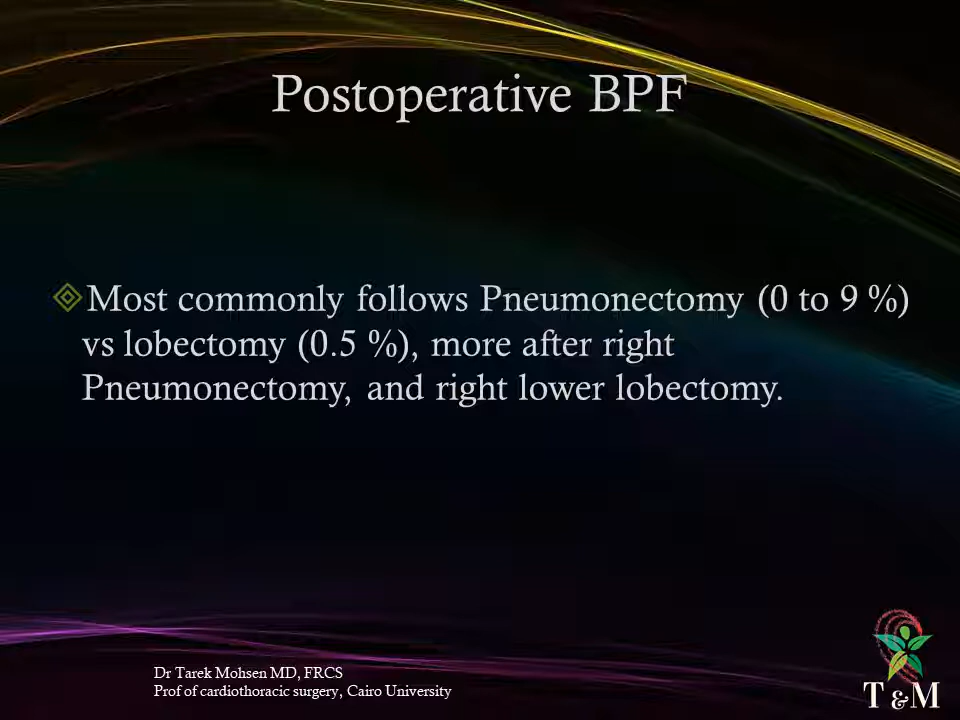 Postoperative BPF
Most commonly follows Pneumonectomy (0 to 9 %)
vs lobectomy (0.5 %), more after right
Pneumonectomy, and right lower lobectomy.
Dr Tarek Mohsen MD, FRCS
Prof of cardiothoracic surgery, Cairo University
T & M